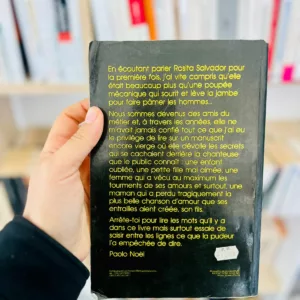 En écoutant parler Rosita Salvador pour
la première fois, j'ai vite compris qu'elle
était beaucoup plus qu'une poupée
mécanique qui sourit et lève la jambe
pour faire pâmer les hommes...
Nous sommes devenus des amis du
métier et, à travers les années, elle ne
m'avait jamais confié tout ce que j'ai eu
le privilège de lire sur un manuscrit
encore vierge où elle dévoile les secrets
qui se cachaient derrière la chanteuse
que le public connaît : une enfant
oubliée, une petite fille mal aimée, une
femme qui a vécu au maximum les
tourments de ses amours et surtout, une
maman qui a perdu tragiquement la
plus belle chanson d'amour que ses
entrailles aient créée, son fils.
Arrête-toi pour lire les mots qu'il y a
dans ce livre mais surtout essaie de
saisir entre les lignes ce que la pudeur
l'a empêchée de dire.
Paolo Noël